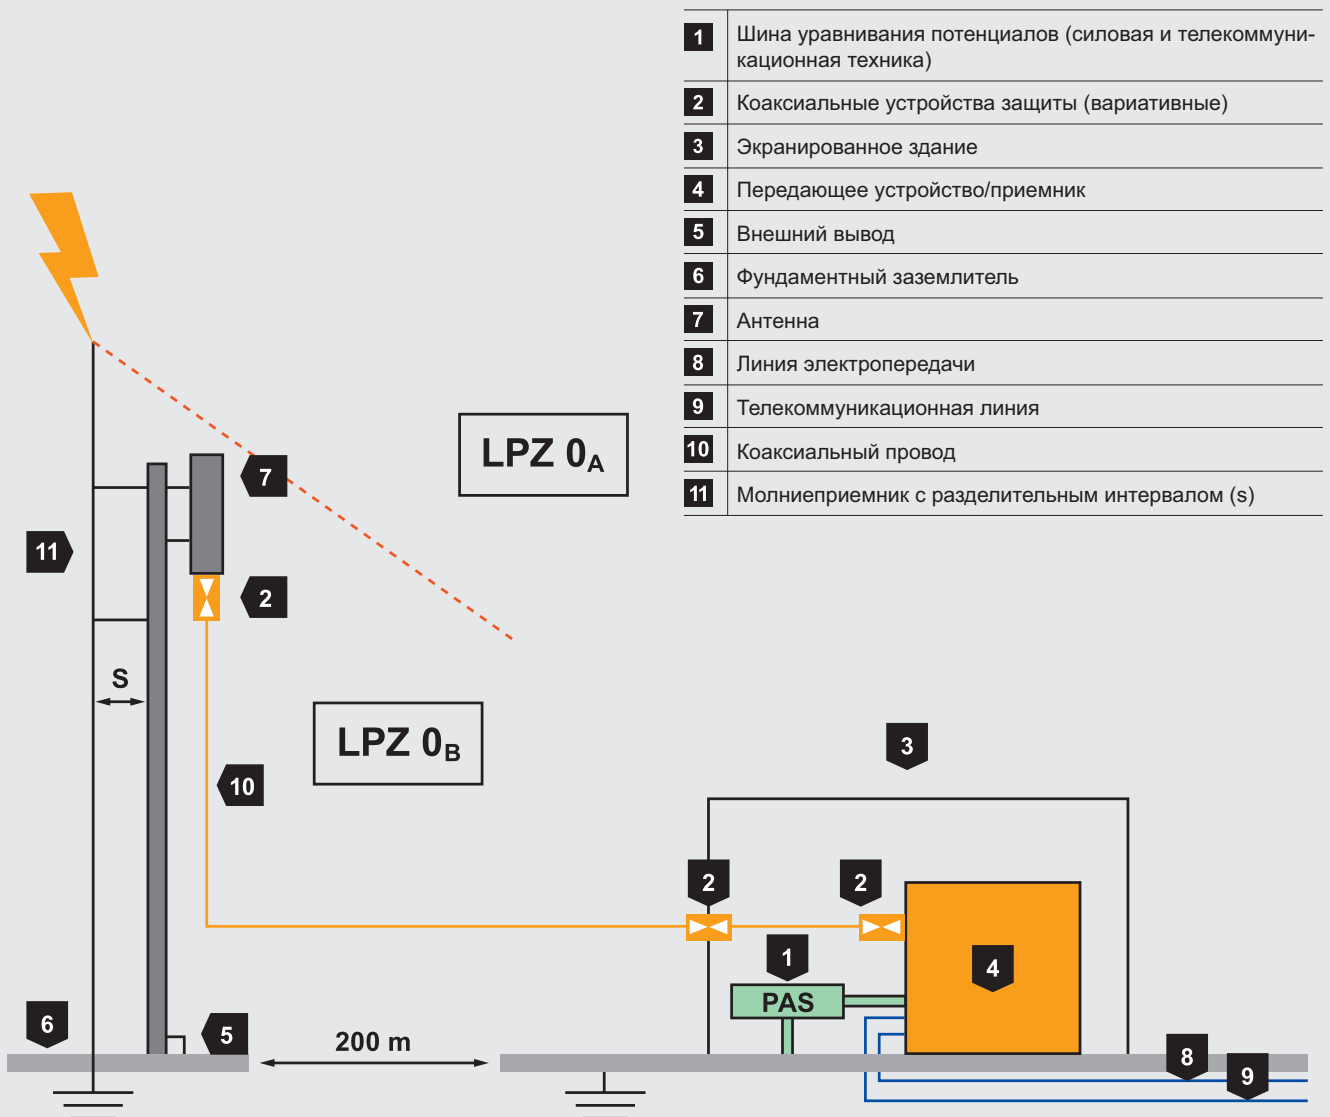 1 Шина уравнивания потенциалов (силовая и телекоммуни-
кационная техника)
2 Коаксиальные устройства защиты (вариативные)
3 Экранированное здание
4 Передающее устройство/приемник
5 Внешний вывод
6 Фундаментный заземлитель
7 Антенна
8 Линия электропередачи
9 Телекоммуникационная линия
10 Коаксиальный провод
11 Молниеприемник с разделительным интервалом (s)
LPZ 0A
7
11
2
S
LPZ 0B
3
10
2
2
1
4
PAS
6
5
200 m
8
9